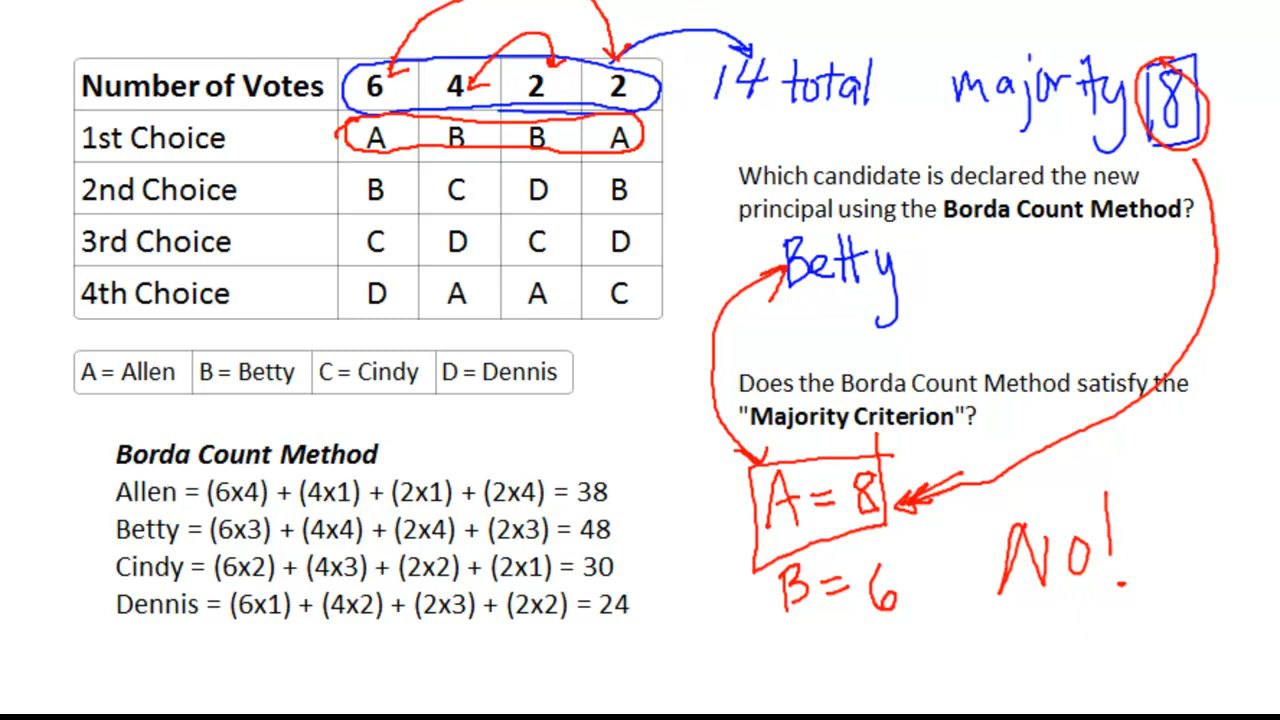 Number of Votes 6 4 2 2
1st Choice A B B A
2nd Choice B C D B
3rd Choice C D C D
4th Choice D A A C
A = Allen B = Betty C = Cindy D = Dennis
Borda Count Method
Allen = (6x4) + (4x1) + (2x1) + (2x4) = 38
Betty = (6x3) + (4x4) + (2x4) + (2x3) = 48
Cindy = (6x2) + (4x3) + (2x2) + (2x1) = 30
Dennis = (6x1) + (4x2) + (2x3) + (2x2) = 24
14 total majority 8
Which candidate is declared the new
principal using the Borda Count Method?
Betty
Does the Borda Count Method satisfy the
"Majority Criterion"?
A = 8
B = 6
No!